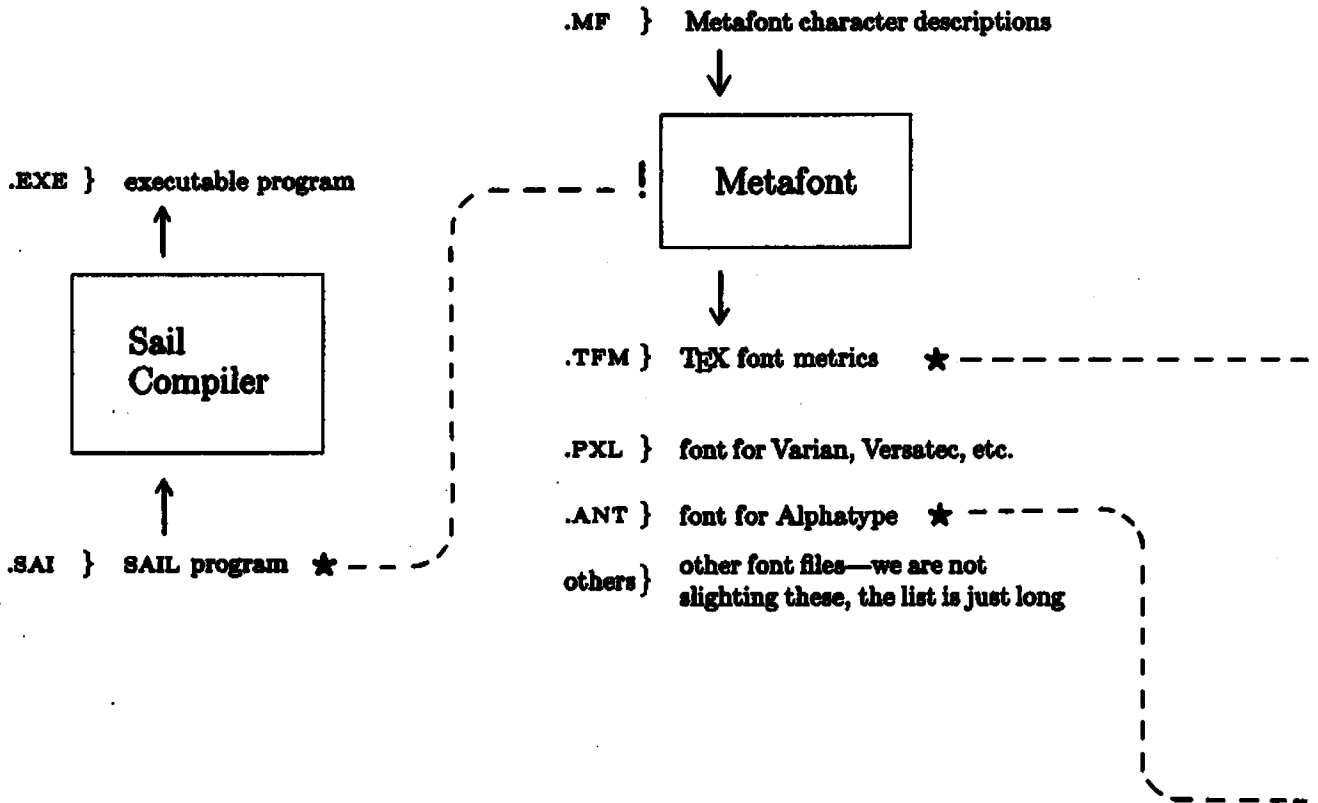 .MF } Metafont character descriptions
.EXE } executable program
! Metafont
Sail
Compiler
.TFM } TEX font metrics ★
.PXL } font for Varian, Versatec, etc.
.ANT } font for Alphatype ★
.SAI } SAIL program ★
others } other font files—we are not
slighting these, the list is just long